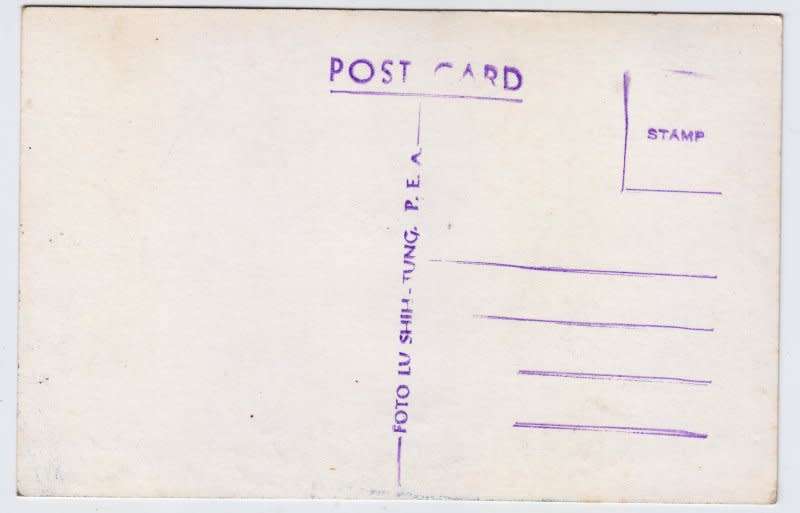 POST CARD
STAMP
FOTO LU SHIH-TUNG, P. E. A.